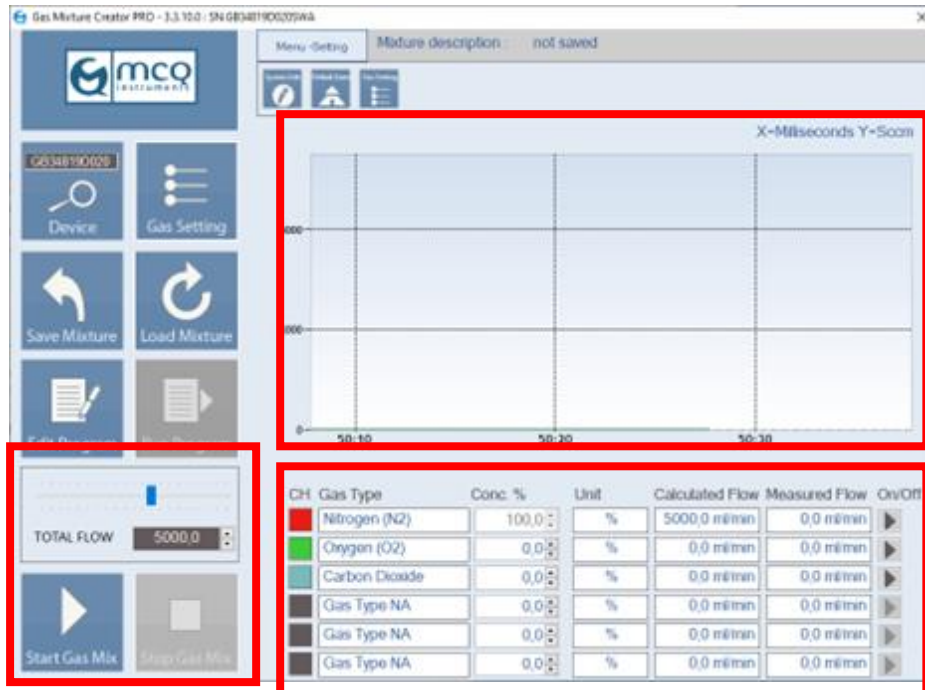 Gas Mixture Creator PRO - 3.3.10.0 : SN GB34819D020SWA
mcq
instruments
Menu -Setting
Mixture description : not saved
X-Milliseconds Y-Sccm
GB34819D020
Device
Gas Setting
Save Mixture
Load Mixture
000
000
0
50:10 50:20 50:30
TOTAL FLOW 5000,0
Start Gas Mix
Stop Gas Mix
CH Gas Type Conc. % Unit Calculated Flow Measured Flow On/Off
Nitrogen (N2) 100,0 % 5000,0 ml/min 0,0 ml/min
Oxygen (O2) 0,0 % 0,0 ml/min 0,0 ml/min
Carbon Dioxide 0,0 % 0,0 ml/min 0,0 ml/min
Gas Type NA 0,0 % 0,0 ml/min 0,0 ml/min
Gas Type NA 0,0 % 0,0 ml/min 0,0 ml/min
Gas Type NA 0,0 % 0,0 ml/min 0,0 ml/min